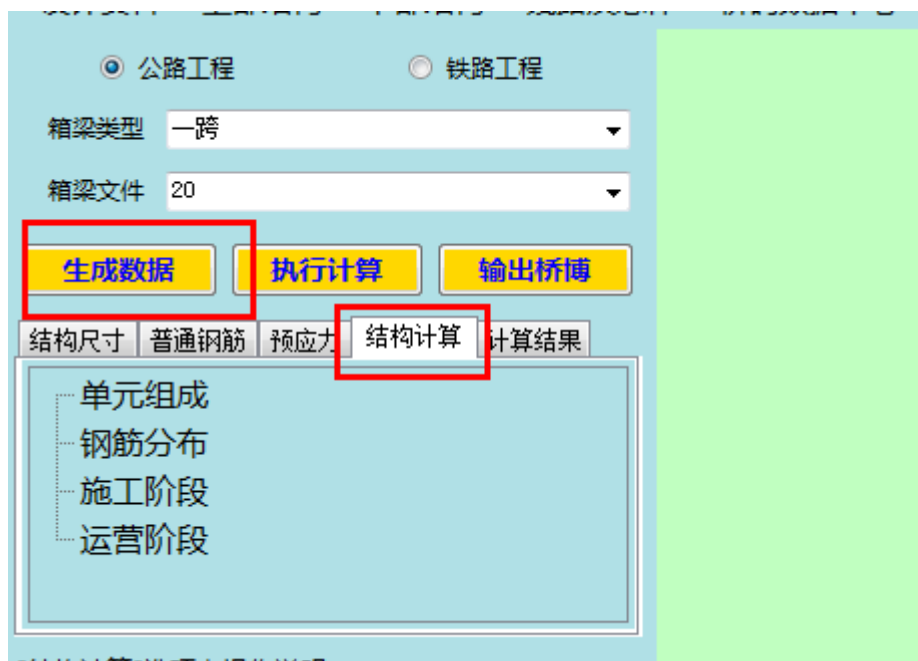 公路工程 铁路工程
箱梁类型 一跨
箱梁文件 20
生成数据 执行计算 输出桥博
结构尺寸 普通钢筋 预应力 结构计算 计算结果
单元组成
钢筋分布
施工阶段
运营阶段